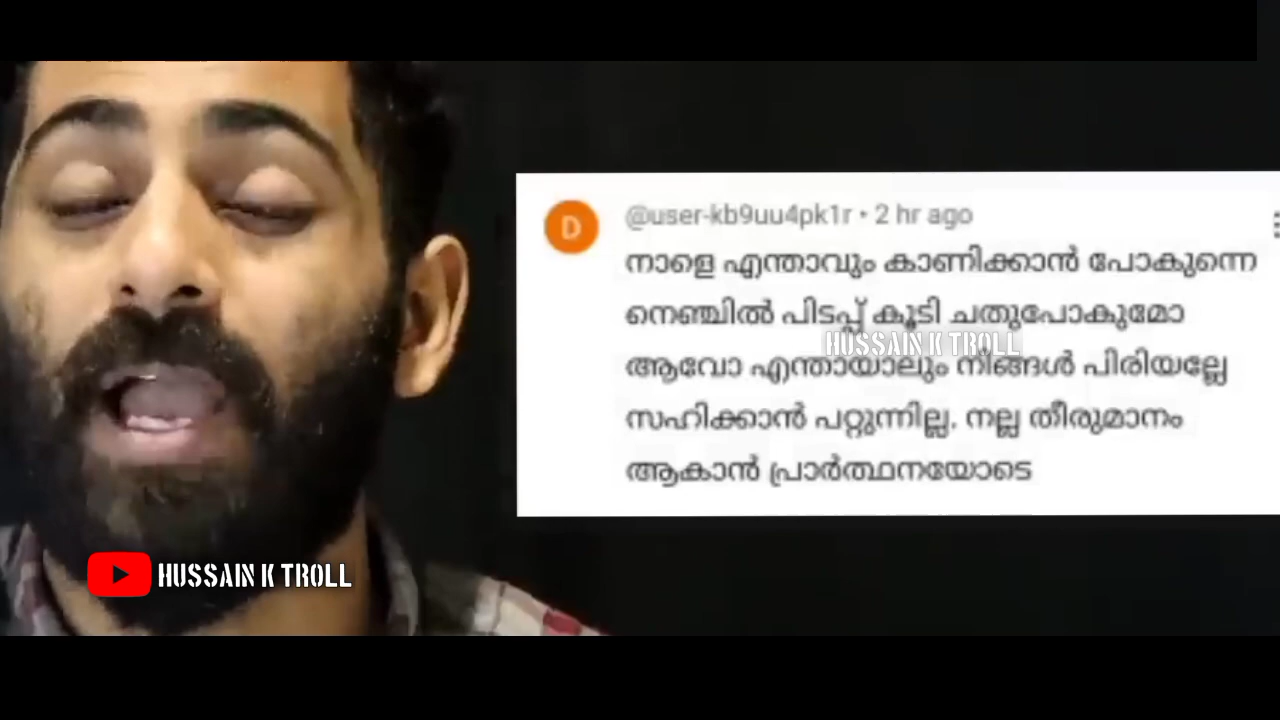 D
@user-kb9uu4pk1r • 2 hr ago
നാളെ എന്താവും കാണിക്കാൻ പോകുന്നെ
നെഞ്ചിൽ പിടപ്പ് കൂടി ചതുപോകുമോ
HUSSAIN K TROLL
ആവോ എന്തായാലും നിങ്ങൾ പിരിയല്ലേ
സഹിക്കാൻ പറ്റുന്നില്ല. നല്ല തീരുമാനം
ആകാൻ പ്രാർത്ഥനയോടെ
HUSSAIN K TROLL